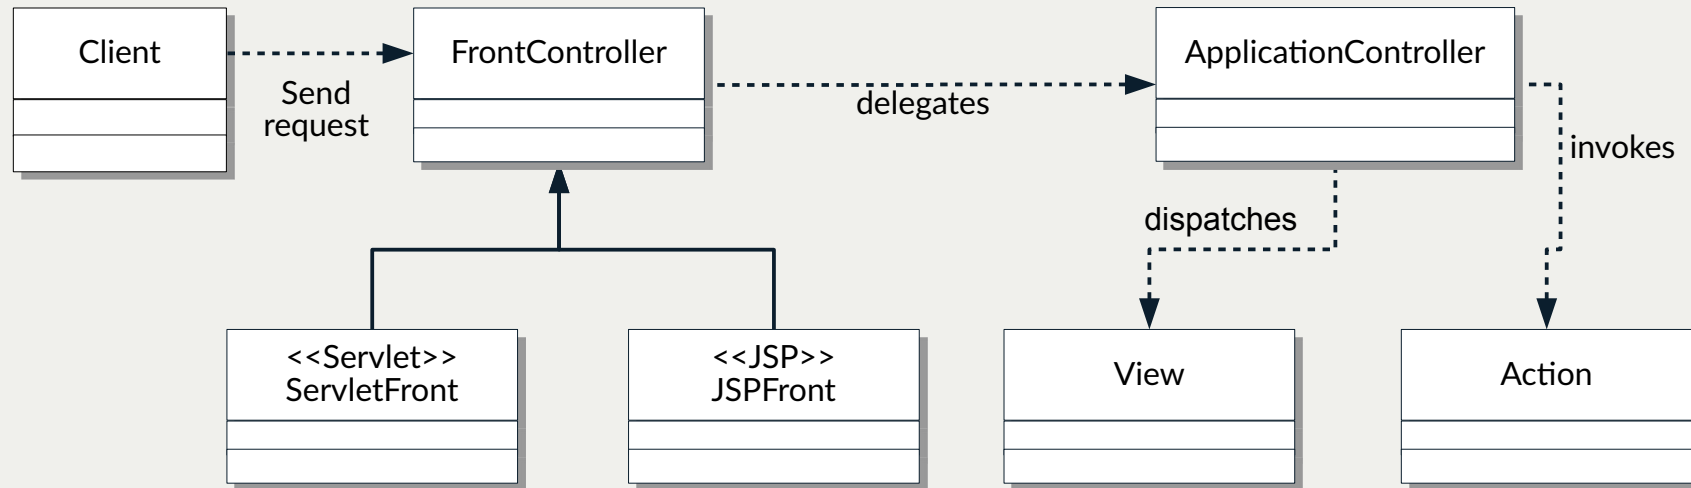 Client
Send
request
FrontController
delegates
ApplicationController
invokes
dispatches
<<Servlet>>
ServletFront
<<JSP>>
JSPFront
View
Action